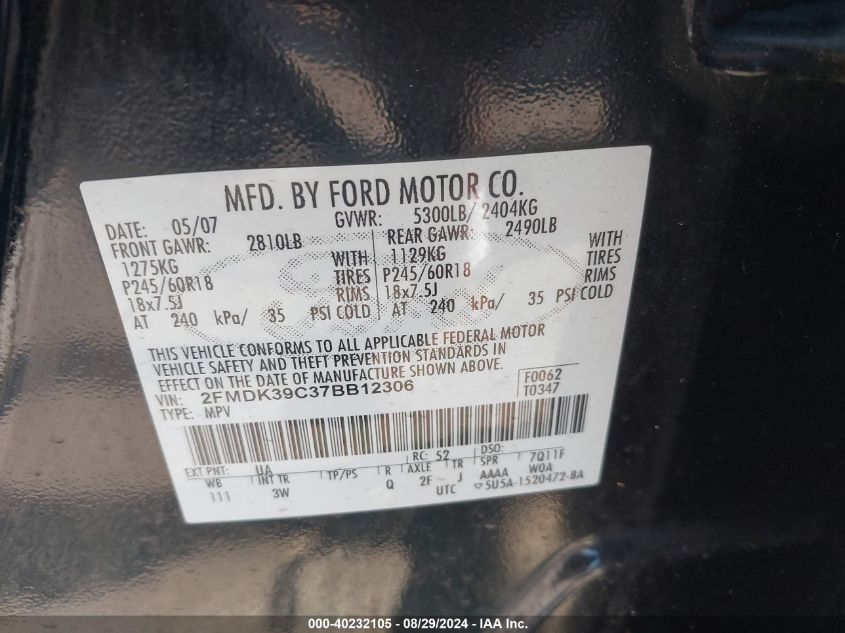 MFD. BY FORD MOTOR CO.
DATE: 05/07 GVWR: 5300LB/ 2404KG
FRONT GAWR: 2810LB REAR GAWR: 2490LB
1275KG WITH 1129KG WITH
P245/60R18 TIRES P245/60R18 TIRES
18x7.5J RIMS 18x7.5J RIMS
AT 240 kPa/ 35 PSI COLD AT 240 kPa/ 35 PSI COLD
THIS VEHICLE CONFORMS TO ALL APPLICABLE FEDERAL MOTOR
VEHICLE SAFETY AND THEFT PREVENTION STANDARDS IN
EFFECT ON THE DATE OF MANUFACTURE SHOWN ABOVE.
VIN: 2FMDK39C37BB12306 F0062
TYPE: MPV T0347
EXT PNT: UA RC: 52 DSO: 7Q11F
WB INT TR TP/PS R AXLE TR SPR W0A
111 3W Q 2F J AAAA
UTC ▽5U5A-1520472-BA
000-40232105 - 08/29/2024 - IAA Inc.